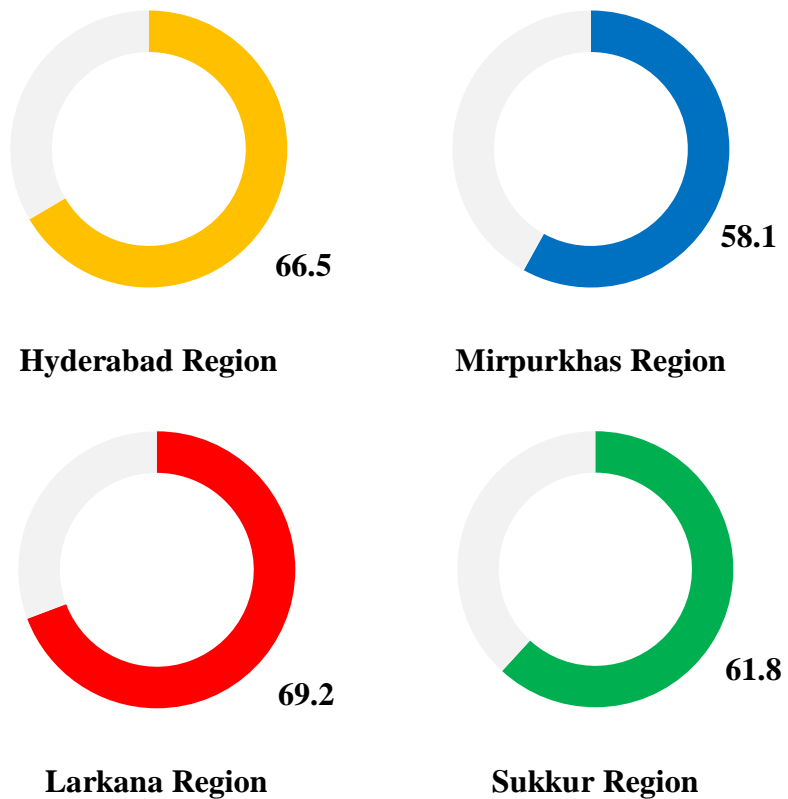 66.5
58.1
Hyderabad Region
Mirpurkhas Region
69.2
61.8
Larkana Region
Sukkur Region